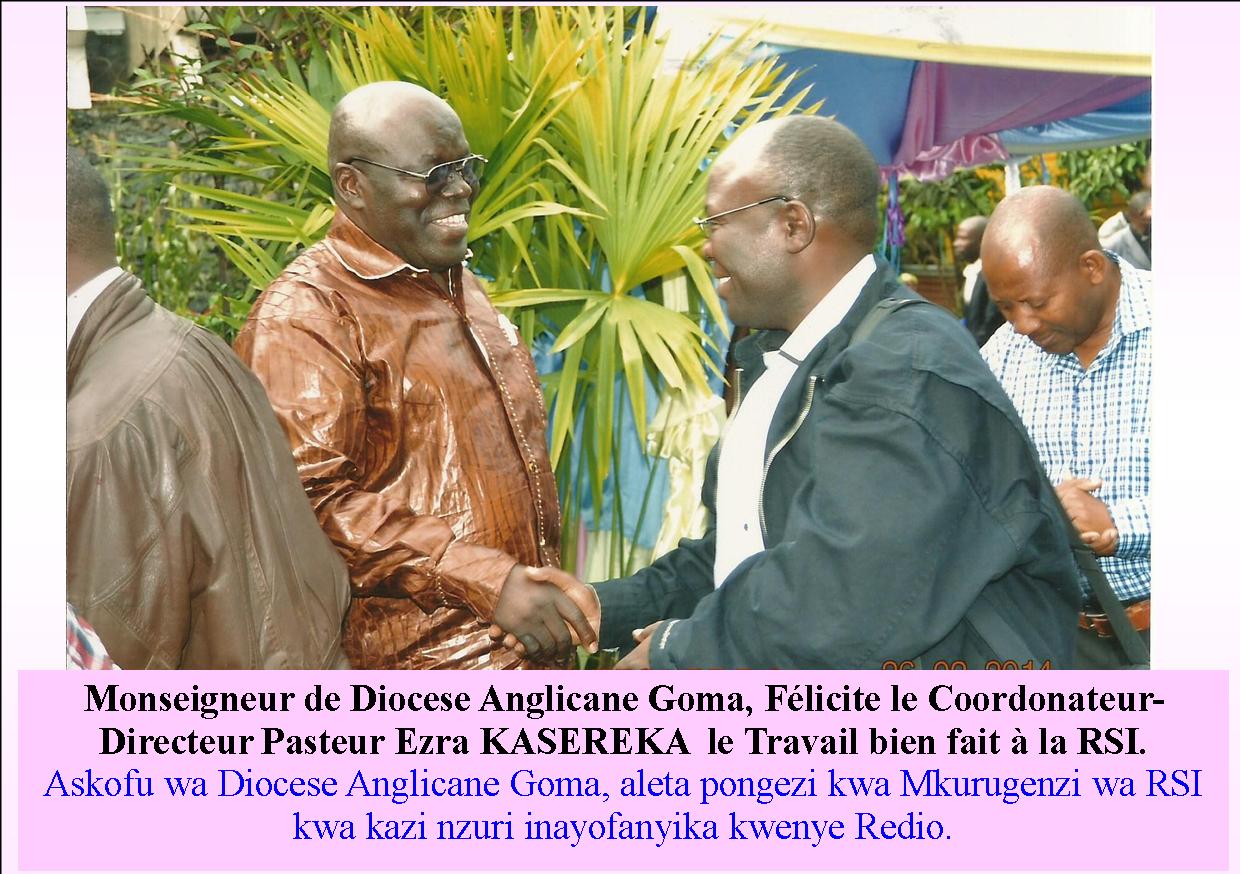 Monseigneur de Diocese Anglicane Goma, Félicite le Coordonateur-
Directeur Pasteur Ezra KASEREKA le Travail bien fait à la RSI.
Askofu wa Diocese Anglicane Goma, aleta pongezi kwa Mkurugenzi wa RSI
kwa kazi nzuri inayofanyika kwenye Redio.